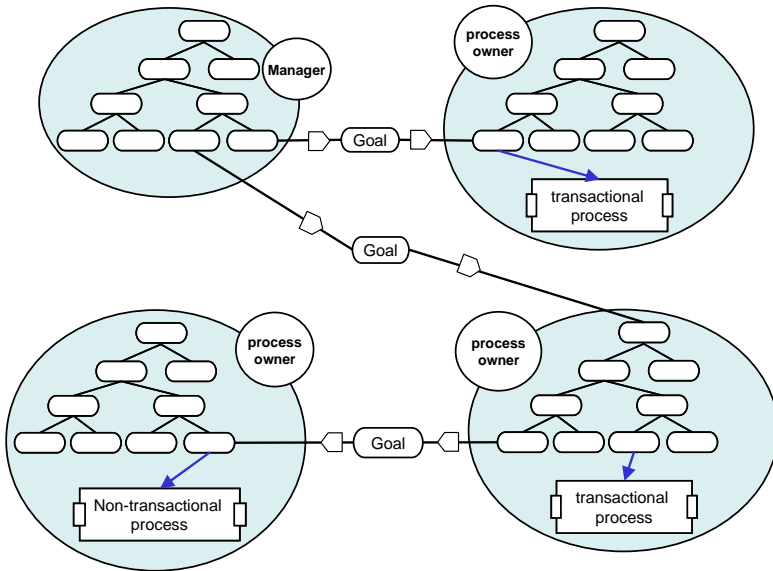 Manager
process
owner
Goal
transactional
process
Goal
process
owner
process
owner
Goal
Non-transactional
process
transactional
process